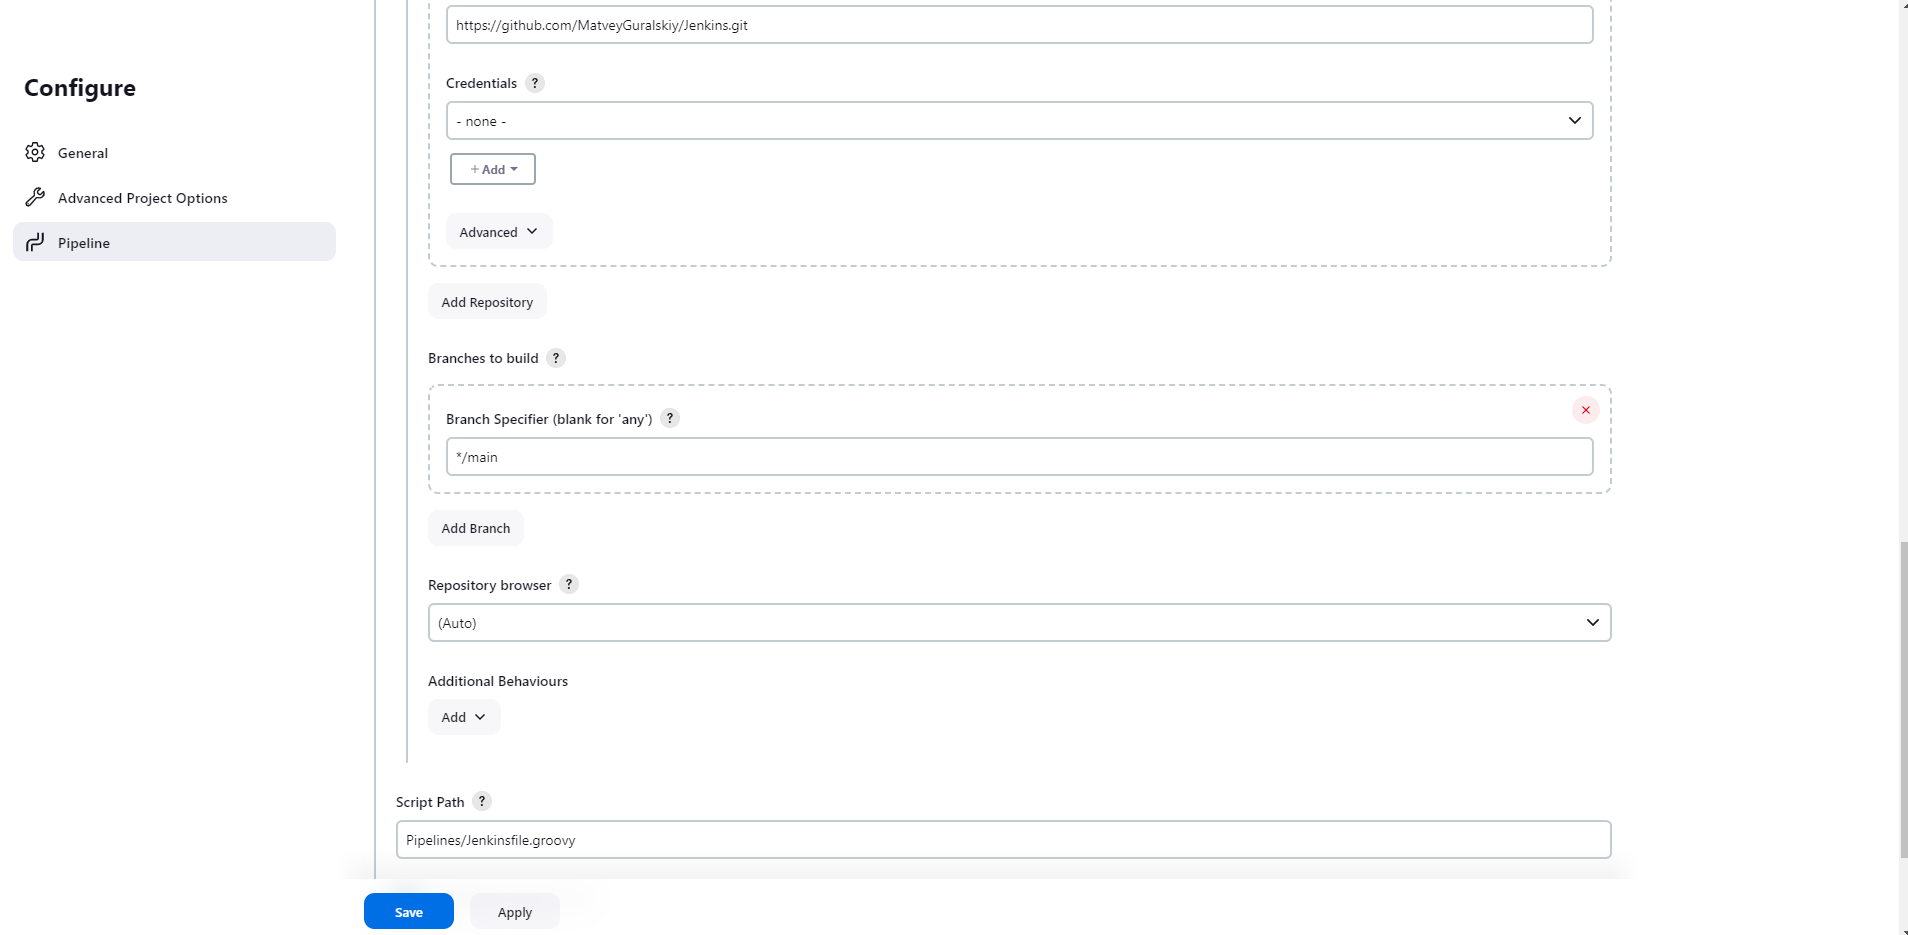 Configure
General
Advanced Project Options
Pipeline
https://github.com/MatveyGuralskiy/Jenkins.git
Credentials ?
- none -
+ Add
Advanced
Add Repository
Branches to build ?
Branch Specifier (blank for 'any') ?
*/main
Add Branch
Repository browser ?
(Auto)
Additional Behaviours
Add
Script Path ?
Pipelines/Jenkinsfile.groovy
Save Apply